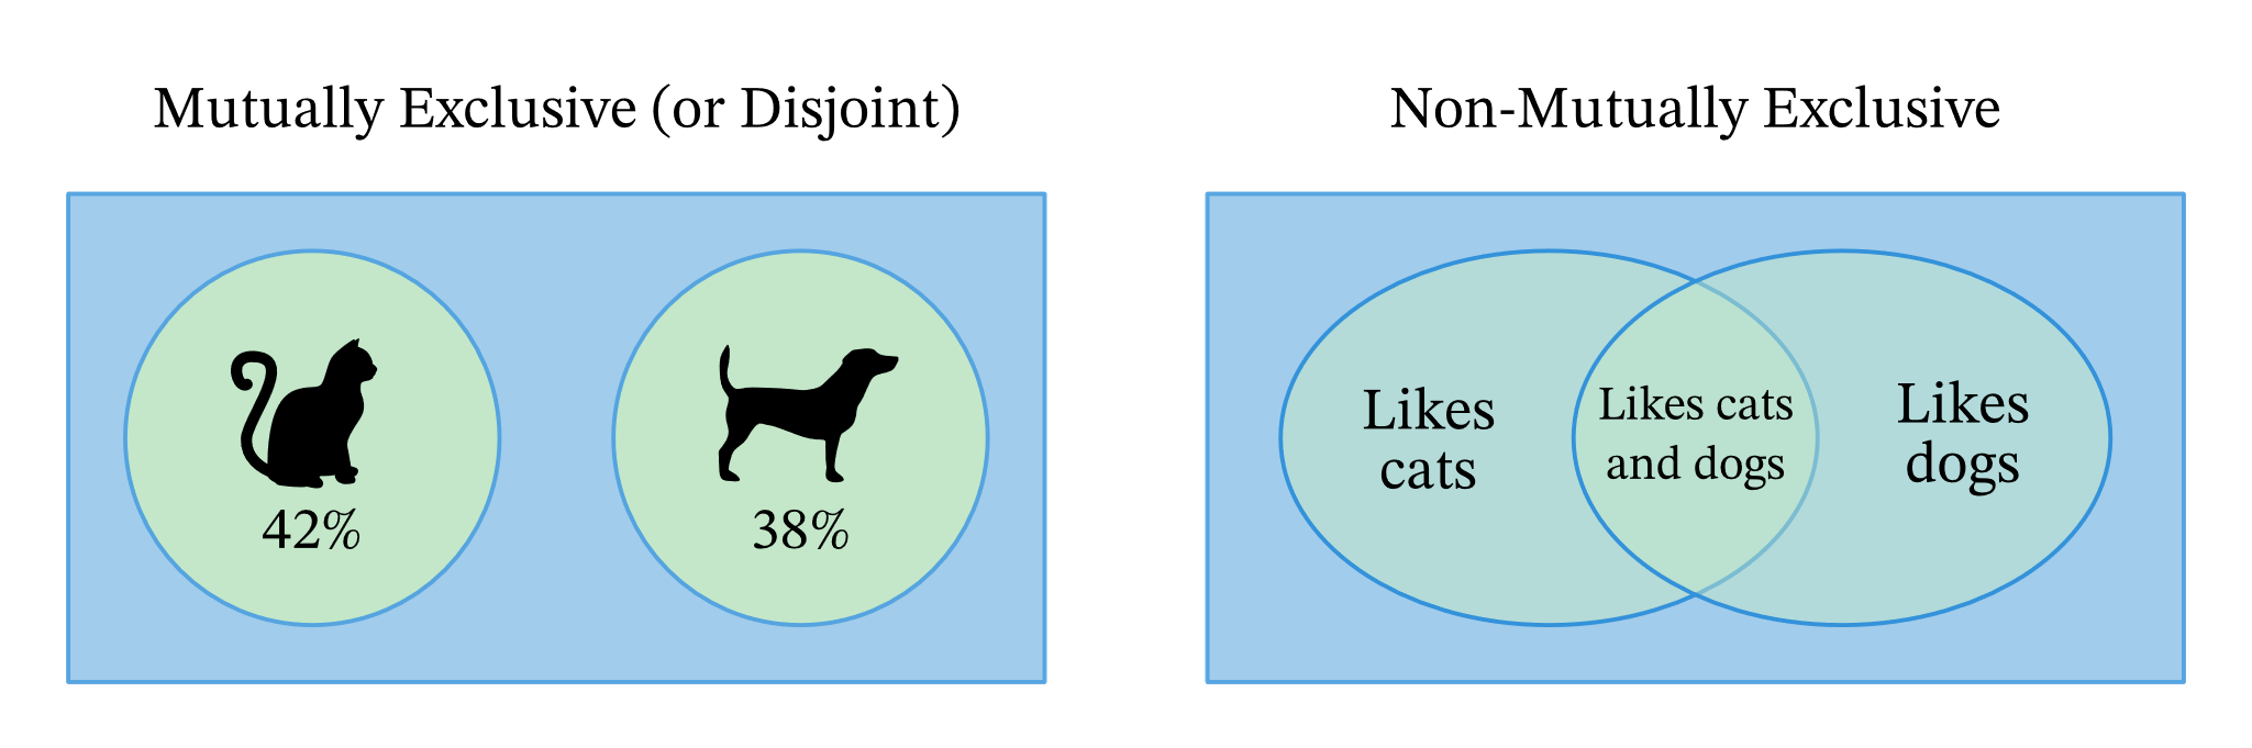 Mutually Exclusive (or Disjoint)
42%
38%
Non-Mutually Exclusive
Likes
cats
Likes cats
and dogs
Likes
dogs